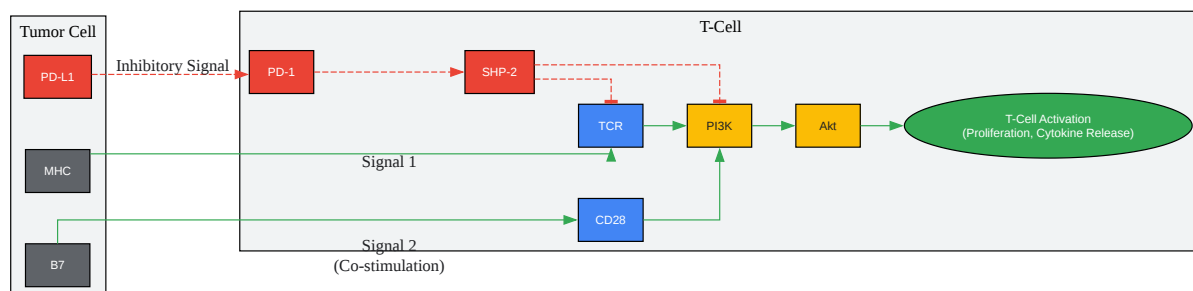 Tumor Cell
T-Cell
PD-L1
Inhibitory Signal
PD-1
SHP-2
TCR
PI3K
Akt
T-Cell Activation
(Proliferation, Cytokine Release)
MHC
Signal 1
CD28
B7
Signal 2
(Co-stimulation)